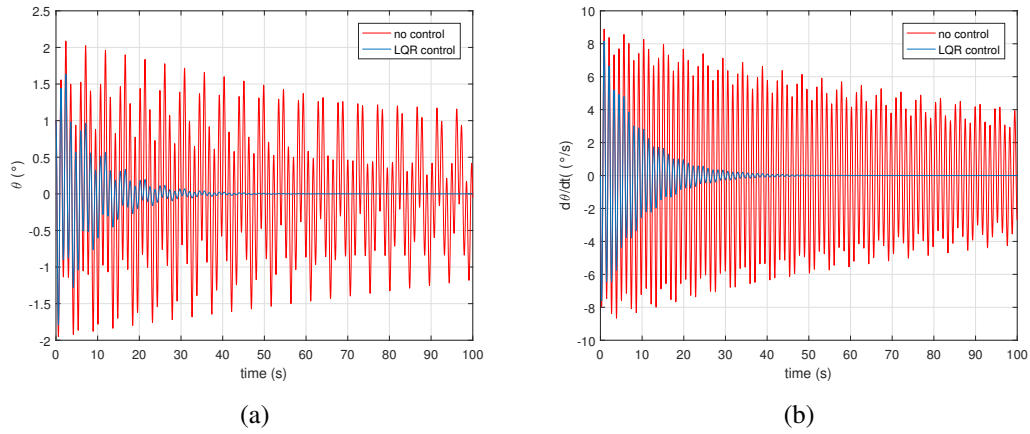 2.5
2
1.5
1
0.5
0
-0.5
-1
-1.5
-2
θ (°)
no control
LQR control
0 10 20 30 40 50 60 70 80 90 100
time (s)
(a)
10
8
6
4
2
0
-2
-4
-6
-8
-10
dθ/dt( (°/s)
no control
LQR control
0 10 20 30 40 50 60 70 80 90 100
time (s)
(b)